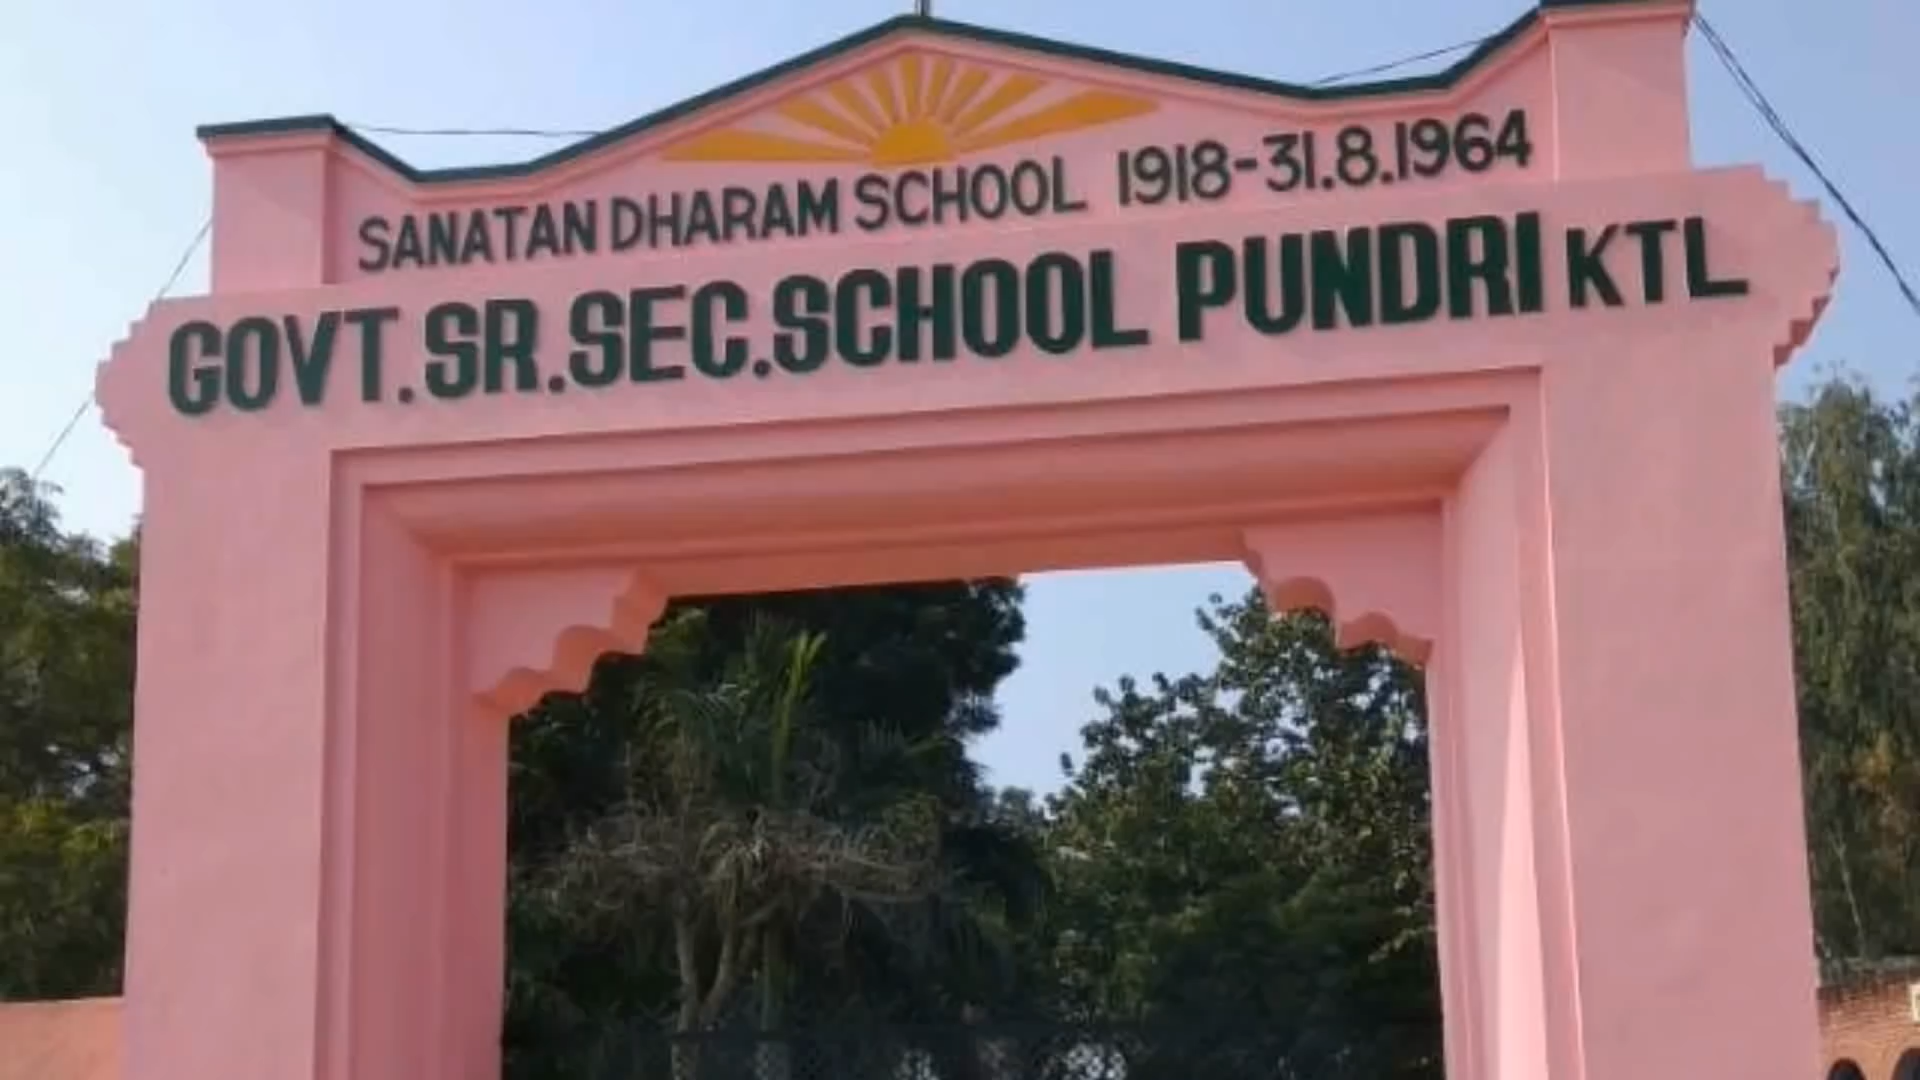 SANATAN DHARAM SCHOOL 1918-31.8.1964
GOVT.SR.SEC.SCHOOL PUNDRI KTL